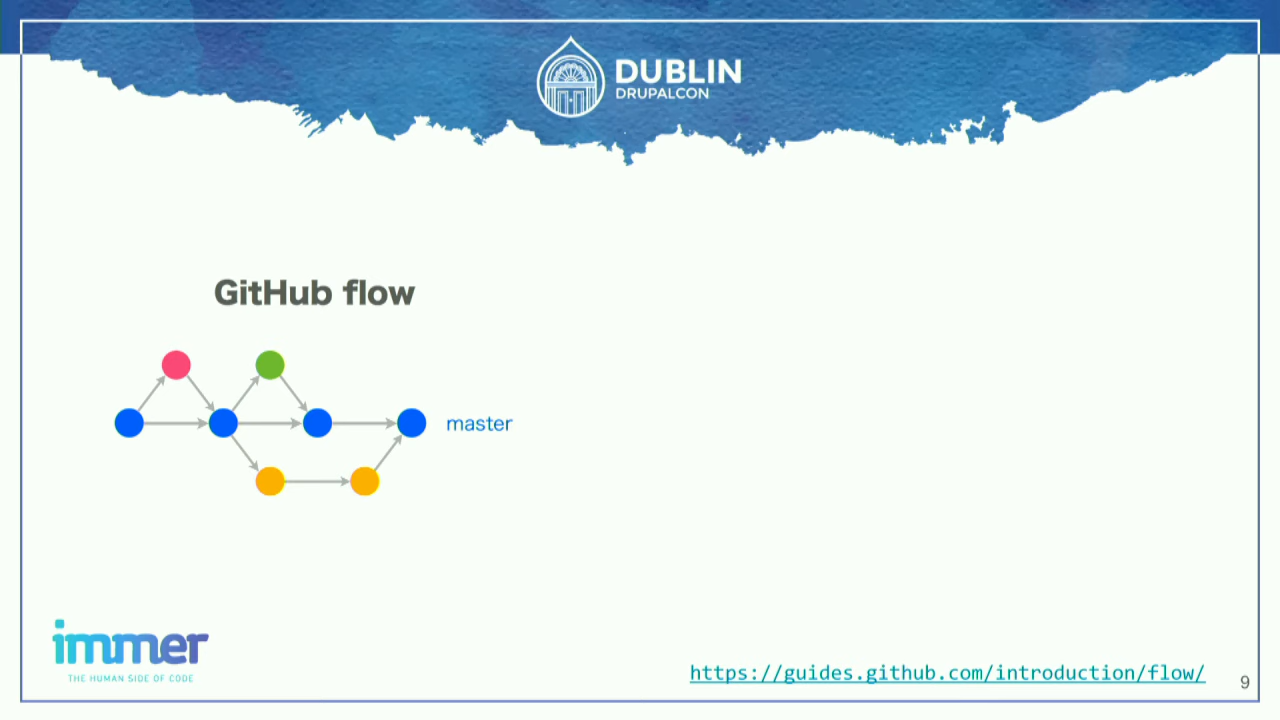 DUBLIN
DRUPALCON
GitHub flow
master
immer
THE HUMAN SIDE OF CODE
https://guides.github.com/introduction/flow/
9